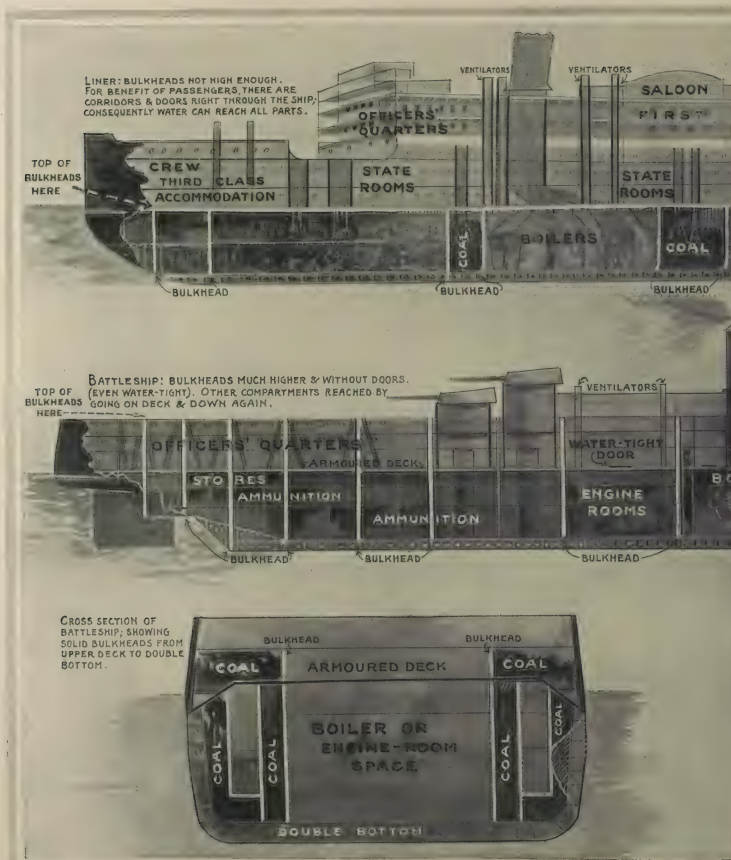 LINER: BULKHEADS NOT HIGH ENOUGH.
FOR BENEFIT OF PASSENGERS, THERE ARE
CORRIDORS & DOORS RIGHT THROUGH THE SHIP;
CONSEQUENTLY WATER CAN REACH ALL PARTS.
VENTILATORS
VENTILATORS
SALOON
OFFICERS'
QUARTERS
FIRST
TOP OF
BULKHEADS
HERE
CREW
THIRD CLASS
ACCOMMODATION
STATE
ROOMS
STATE
ROOMS
COAL
BOILERS
COAL
BULKHEAD
BULKHEAD
BULKHEAD
BATTLESHIP: BULKHEADS MUCH HIGHER & WITHOUT DOORS.
(EVEN WATER-TIGHT). OTHER COMPARTMENTS REACHED BY
GOING ON DECK & DOWN AGAIN.
TOP OF
BULKHEADS
HERE
VENTILATORS
OFFICERS' QUARTERS
ARMOURED DECK
WATER-TIGHT
DOOR
STORES
AMMUNITION
AMMUNITION
ENGINE
ROOMS
BO
BULKHEAD
BULKHEAD
BULKHEAD
CROSS SECTION OF
BATTLESHIP; SHOWING
SOLID BULKHEADS FROM
UPPER DECK TO DOUBLE
BOTTOM.
BULKHEAD
BULKHEAD
COAL
ARMOURED DECK
COAL
COAL
COAL
BOILER OR
ENGINE-ROOM
SPACE
COAL
COAL
DOUBLE BOTTOM